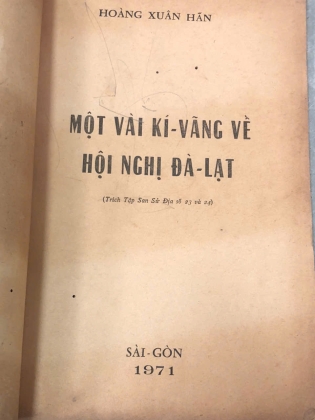 HOÀNG XUÂN HÃN
MỘT VÀI KÍ-VÃNG VỀ
HỘI NGHỊ ĐÀ-LẠT
(Trích Tập San Sử Địa số 23 và 24)
SÀI-GÒN
1971